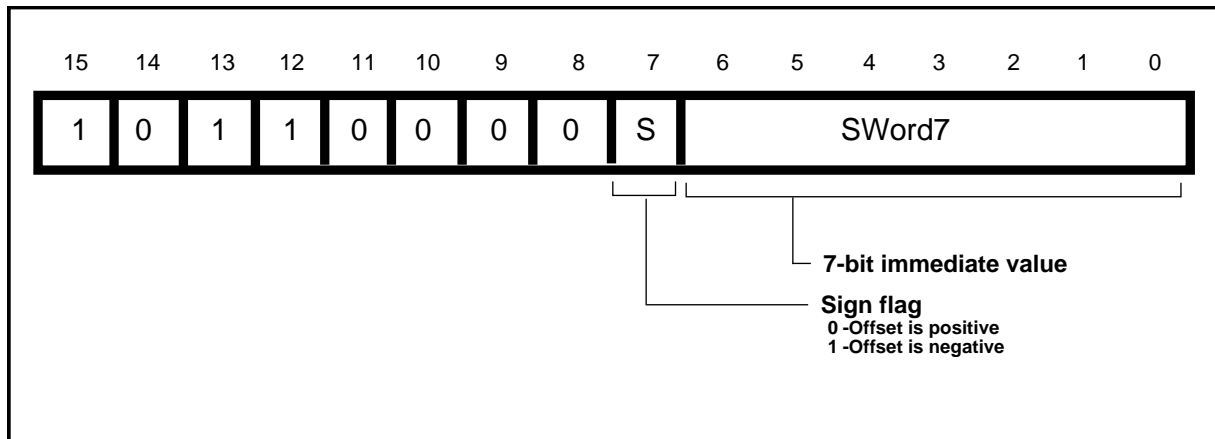 15 14 13 12 11 10 9 8 7 6 5 4 3 2 1 0
1 0 1 1 0 0 0 0 S SWord7
7-bit immediate value
Sign flag
0 -Offset is positive
1 -Offset is negative